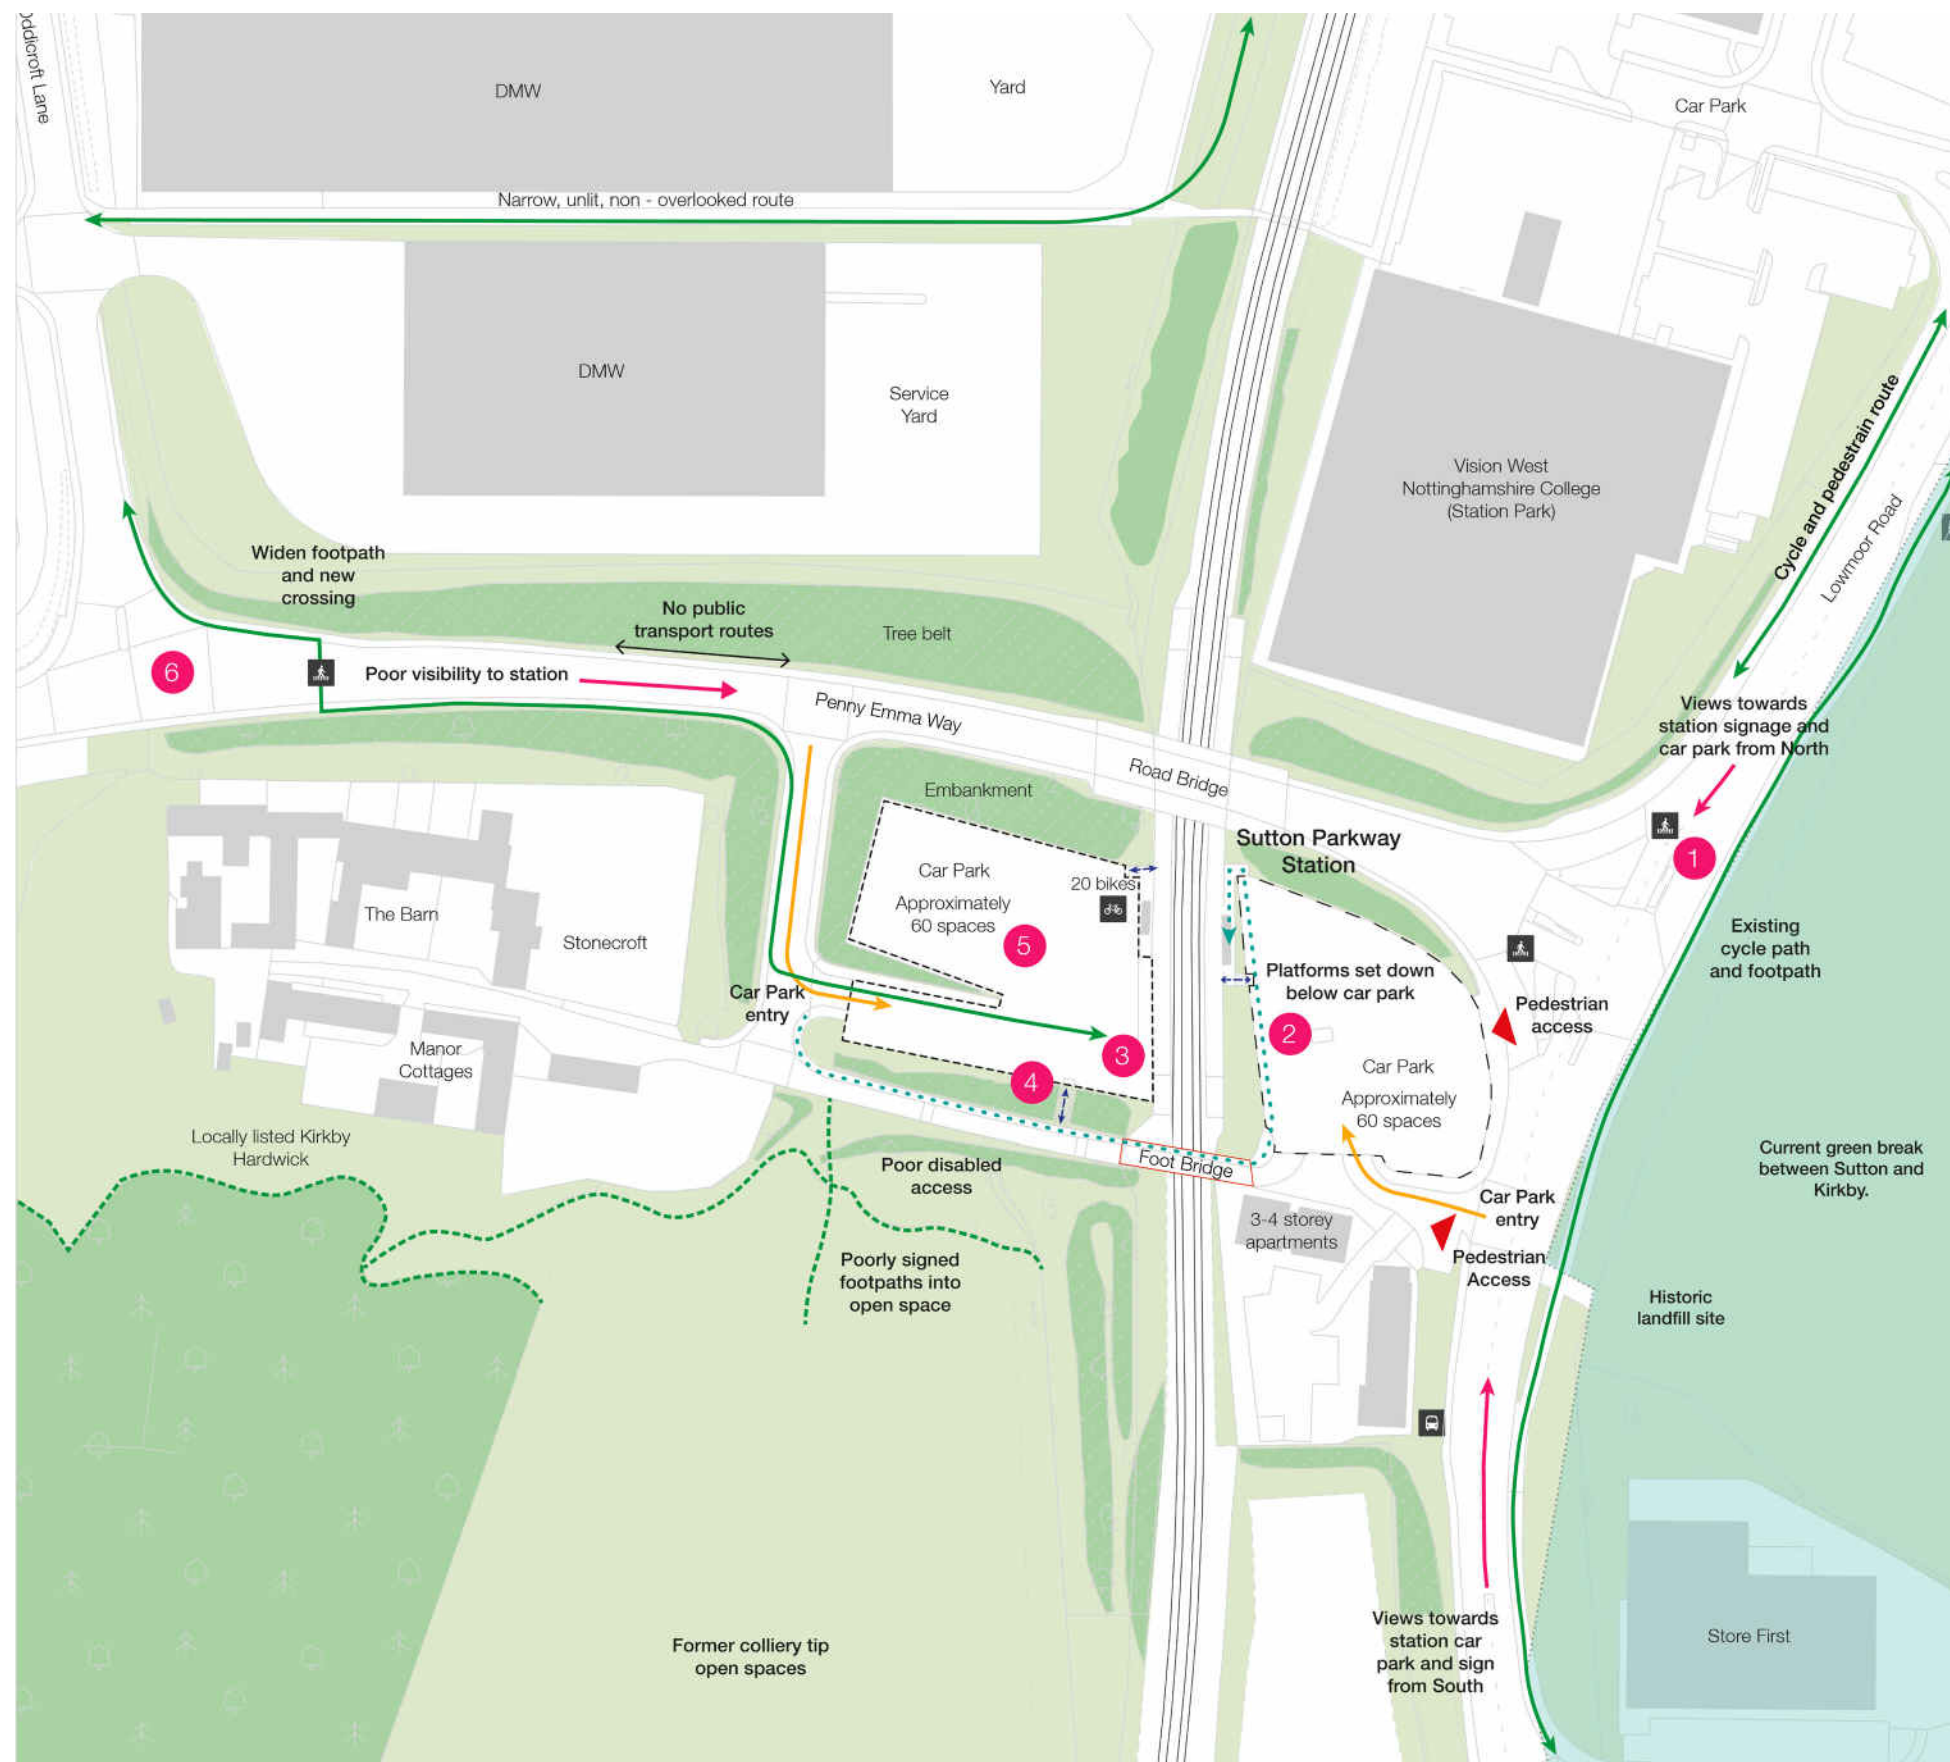 oddicroft Lane
DMW
Yard
Car Park
Narrow, unlit, non - overlooked route
DMW
Service
Yard
Vision West
Nottinghamshire College
(Station Park)
Cycle and pedestrain route
Lowmoor Road
Widen footpath
and new
crossing
No public
transport routes
Tree belt
6
Poor visibility to station
Penny Emma Way
Views towards
station signage and
car park from North
Road Bridge
Embankment
Sutton Parkway
Station
1
Car Park
Approximately
60 spaces
20 bikes
5
The Barn
Stonecroft
Existing
cycle path
and footpath
Platforms set down
below car park
Car Park
entry
Pedestrian
access
2
3
4
Manor
Cottages
Car Park
Approximately
60 spaces
Locally listed Kirkby
Hardwick
Poor disabled
access
Foot Bridge
Current green break
between Sutton and
Kirkby.
Car Park
entry
3-4 storey
apartments
Pedestrian
Access
Poorly signed
footpaths into
open space
Historic
landfill site
Former colliery tip
open spaces
Views towards
station car
park and sign
from South
Store First